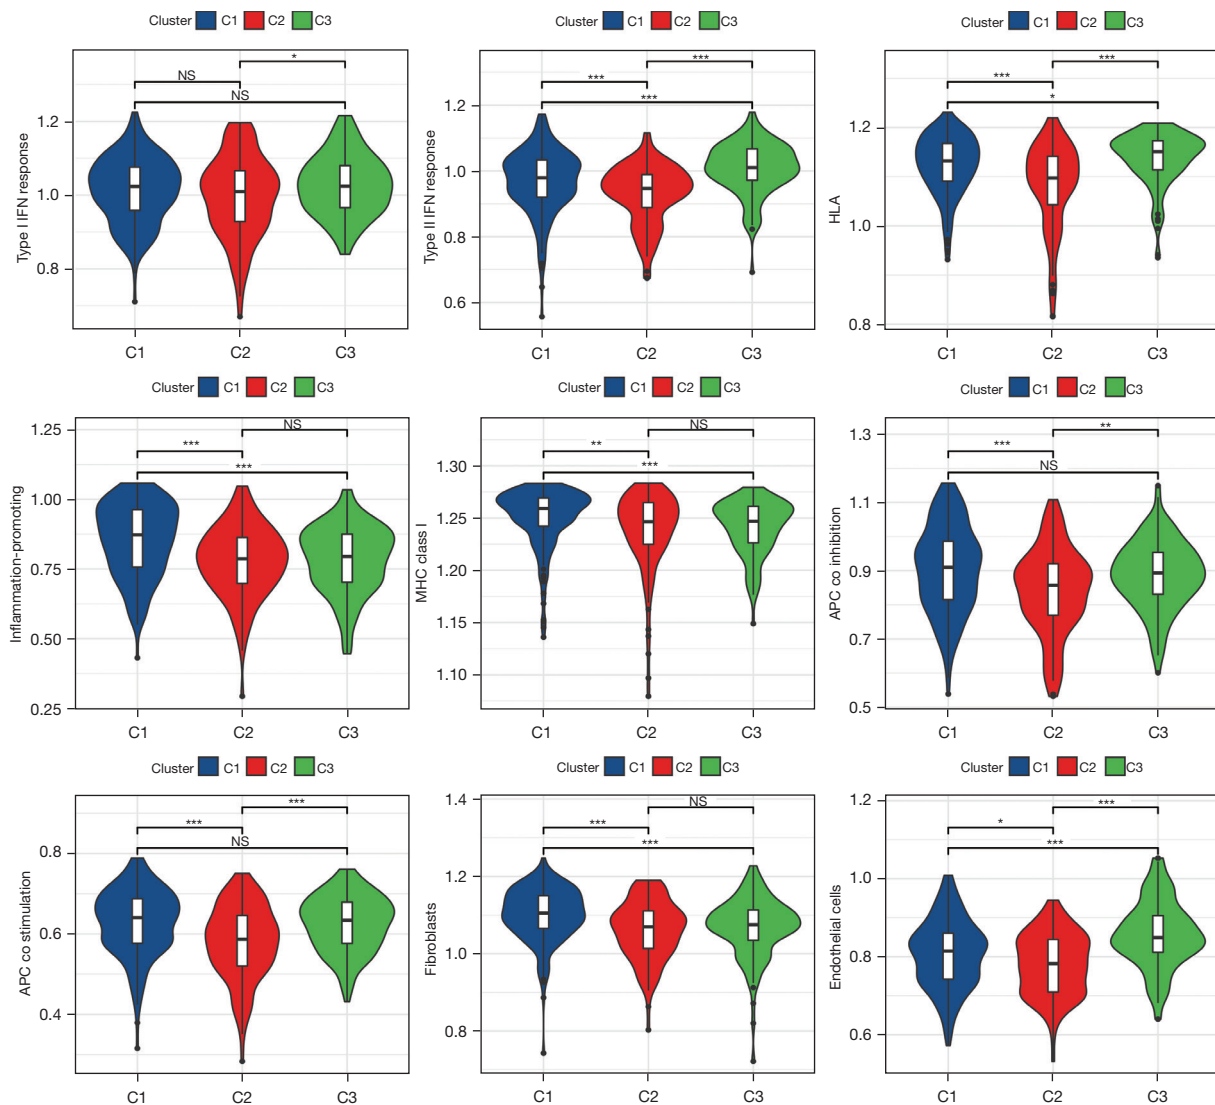 Cluster C1 C2 C3
Type I IFN response
NS
*
NS
1.2
1.0
0.8
C1 C2 C3
Cluster C1 C2 C3
Type II IFN response
***
***
***
1.2
1.0
0.8
0.6
C1 C2 C3
Cluster C1 C2 C3
HLA
***
***
*
1.2
1.0
0.8
C1 C2 C3
Cluster C1 C2 C3
Inflammation-promoting
NS
***
***
1.25
1.00
0.75
0.50
0.25
C1 C2 C3
Cluster C1 C2 C3
MHC class I
NS
**
***
1.30
1.25
1.20
1.15
1.10
C1 C2 C3
Cluster C1 C2 C3
APC co inhibition
**
***
NS
1.3
1.1
0.9
0.7
0.5
C1 C2 C3
Cluster C1 C2 C3
APC co stimulation
***
***
NS
0.8
0.6
0.4
C1 C2 C3
Cluster C1 C2 C3
Fibroblasts
NS
***
***
1.4
1.2
1.0
0.8
C1 C2 C3
Cluster C1 C2 C3
Endothelial cells
***
*
***
1.2
1.0
0.8
0.6
C1 C2 C3